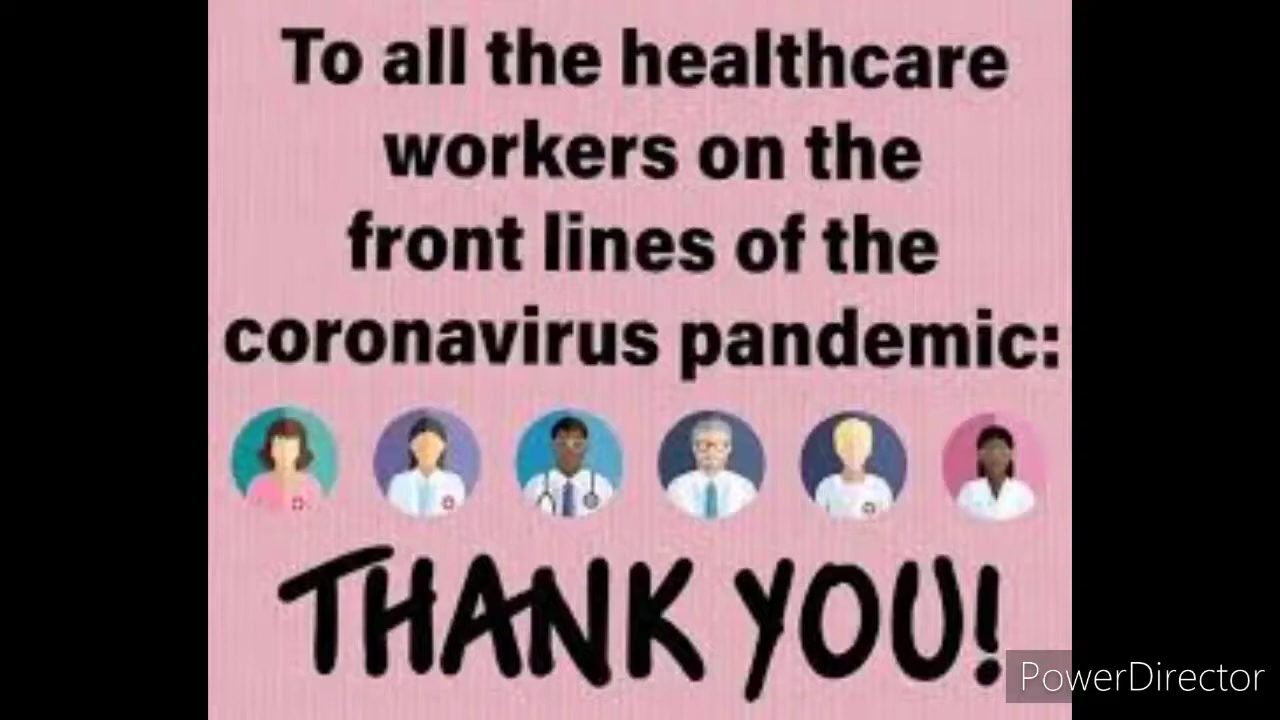 To all the healthcare
workers on the
front lines of the
coronavirus pandemic:
THANK YOU!
PowerDirector